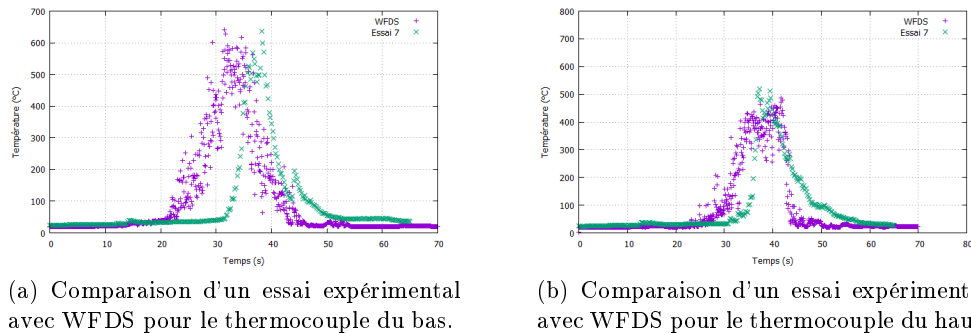 WFDS
Essai 7
Température (°C)
700
600
500
400
300
200
100
0
0 10 20 30 40 50 60 70
Temps (s)
(a) Comparaison d'un essai expérimental
avec WFDS pour le thermocouple du bas.
WFDS
Essai 7
Température (°C)
800
700
600
500
400
300
200
100
0
0 10 20 30 40 50 60 70 80
Temps (s)
(b) Comparaison d'un essai expériment
avec WFDS pour le thermocouple du hau